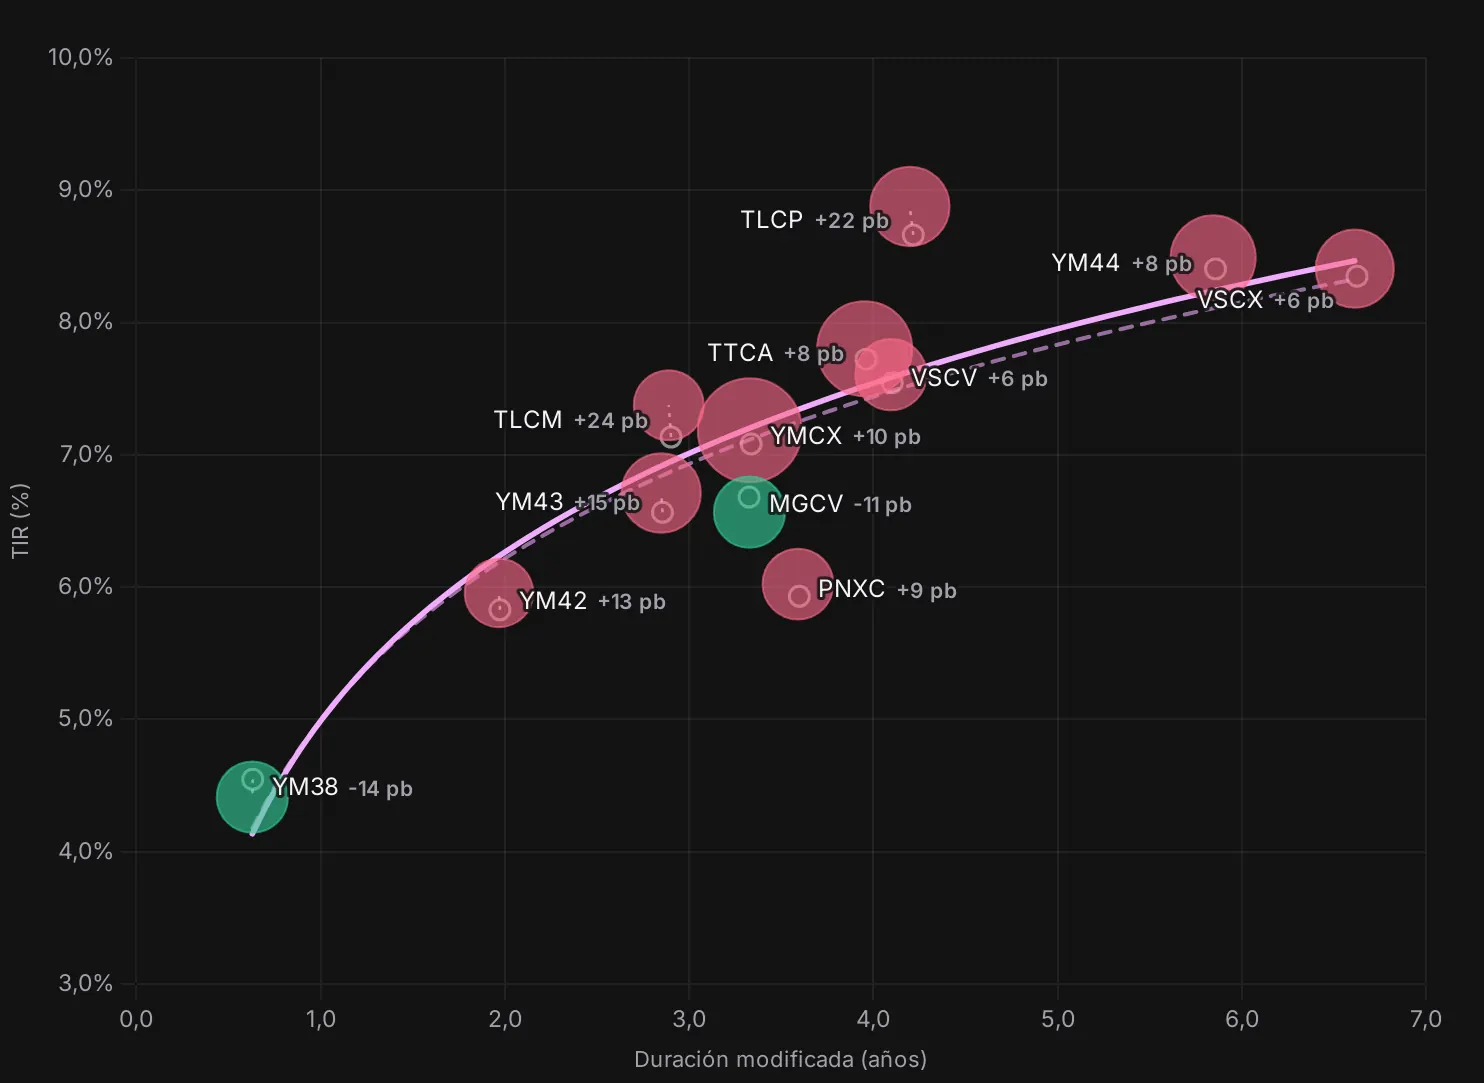 10,0%
9,0%
8,0%
7,0%
6,0%
5,0%
4,0%
3,0%
TIR (%)
TLCP +22 pb
YM44 +8 pb
VSCX +6 pb
TTCA +8 pb
VSCV +6 pb
TLCM +24 pb
YMCX +10 pb
YM43 +15 pb
MGCV -11 pb
PNXC +9 pb
YM42 +13 pb
YM38 -14 pb
0,0 1,0 2,0 3,0 4,0 5,0 6,0 7,0
Duración modificada (años)